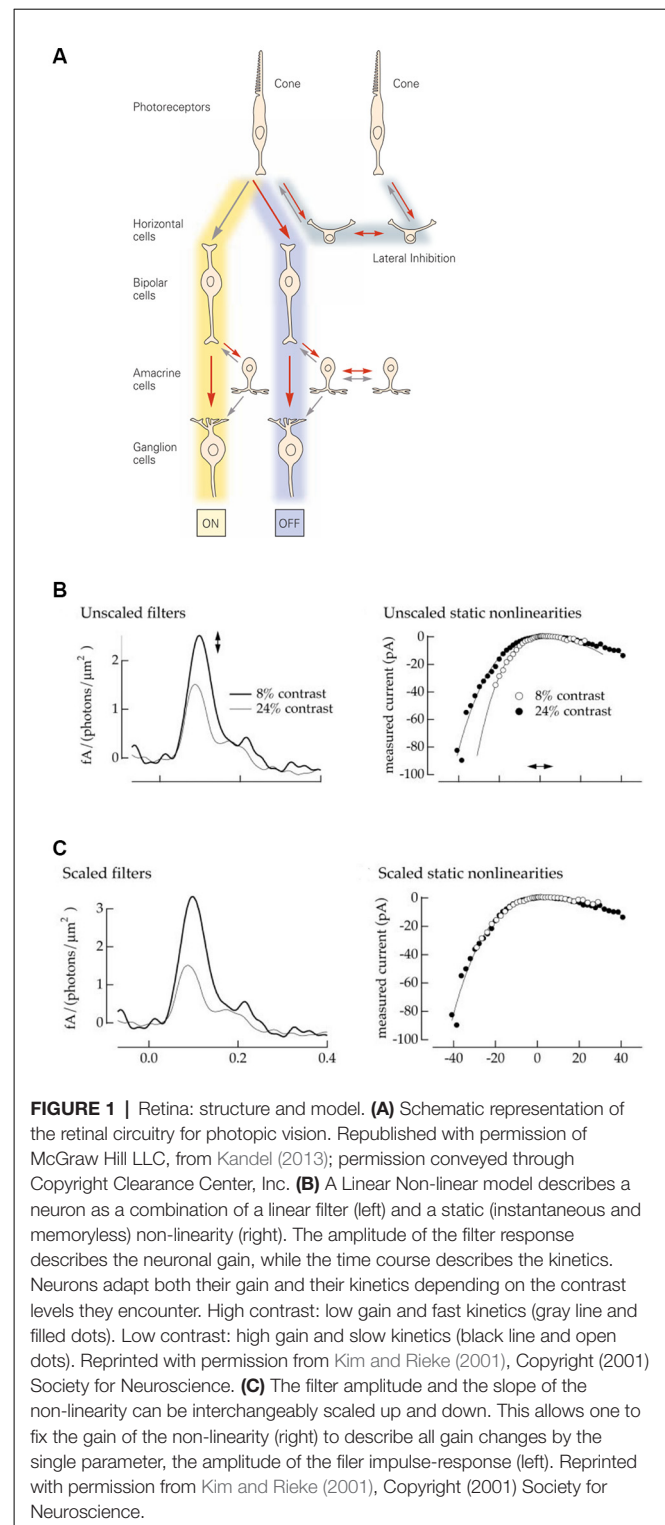 A
Cone
Cone
Photoreceptors
Horizontal
cells
Lateral Inhibition
Bipolar
cells
Amacrine
cells
Ganglion
cells
ON
OFF
B
Unscaled filters
fA/(photons/μm²)
2
1
0
8% contrast
24% contrast
Unscaled static nonlinearities
measured current (pA)
0
-20
-40
-60
-80
-100
8% contrast
24% contrast
C
Scaled filters
fA/(photons/μm²)
3
2
1
0
0.0
0.2
0.4
Scaled static nonlinearities
measured current (pA)
0
-20
-40
-60
-80
-100
-40
-20
0
20
40
FIGURE 1 | Retina: structure and model. (A) Schematic representation of
the retinal circuitry for photopic vision. Republished with permission of
McGraw Hill LLC, from Kandel (2013); permission conveyed through
Copyright Clearance Center, Inc. (B) A Linear Non-linear model describes a
neuron as a combination of a linear filter (left) and a static (instantaneous and
memoryless) non-linearity (right). The amplitude of the filter response
describes the neuronal gain, while the time course describes the kinetics.
Neurons adapt both their gain and their kinetics depending on the contrast
levels they encounter. High contrast: low gain and fast kinetics (gray line and
filled dots). Low contrast: high gain and slow kinetics (black line and open
dots). Reprinted with permission from Kim and Rieke (2001), Copyright (2001)
Society for Neuroscience. (C) The filter amplitude and the slope of the
non-linearity can be interchangeably scaled up and down. This allows one to
fix the gain of the non-linearity (right) to describe all gain changes by the
single parameter, the amplitude of the filer impulse-response (left). Reprinted
with permission from Kim and Rieke (2001), Copyright (2001) Society for
Neuroscience.